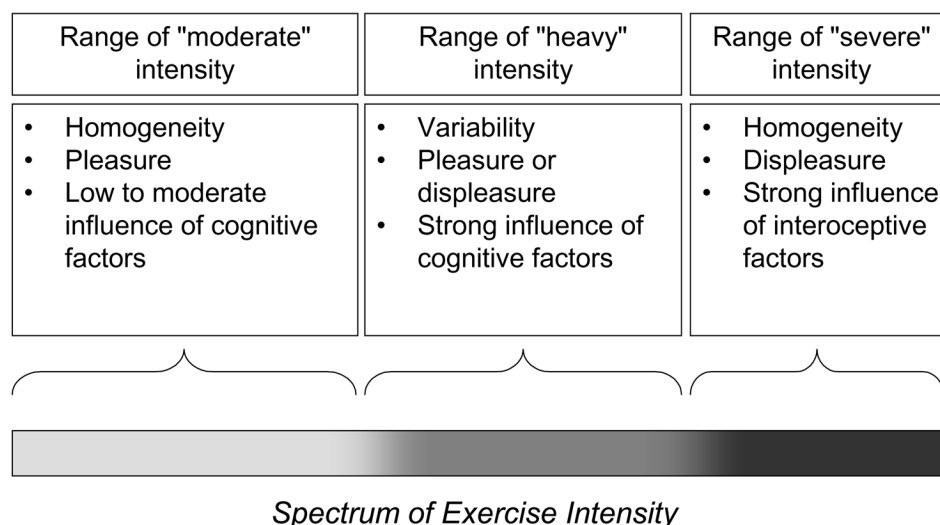 Range of "moderate"
intensity
• Homogeneity
• Pleasure
• Low to moderate
influence of cognitive
factors
Range of "heavy"
intensity
• Variability
• Pleasure or
displeasure
• Strong influence of
cognitive factors
Range of "severe"
intensity
• Homogeneity
• Displeasure
• Strong influence
of interoceptive
factors
Spectrum of Exercise Intensity